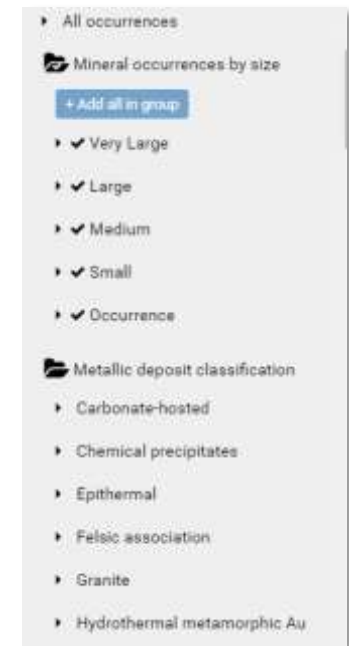 All occurrences
Mineral occurrences by size
+ Add all in group
Very Large
Large
Medium
Small
Occurrence
Metallic deposit classification
Carbonate-hosted
Chemical precipitates
Epithermal
Felsic association
Granite
Hydrothermal metamorphic Au